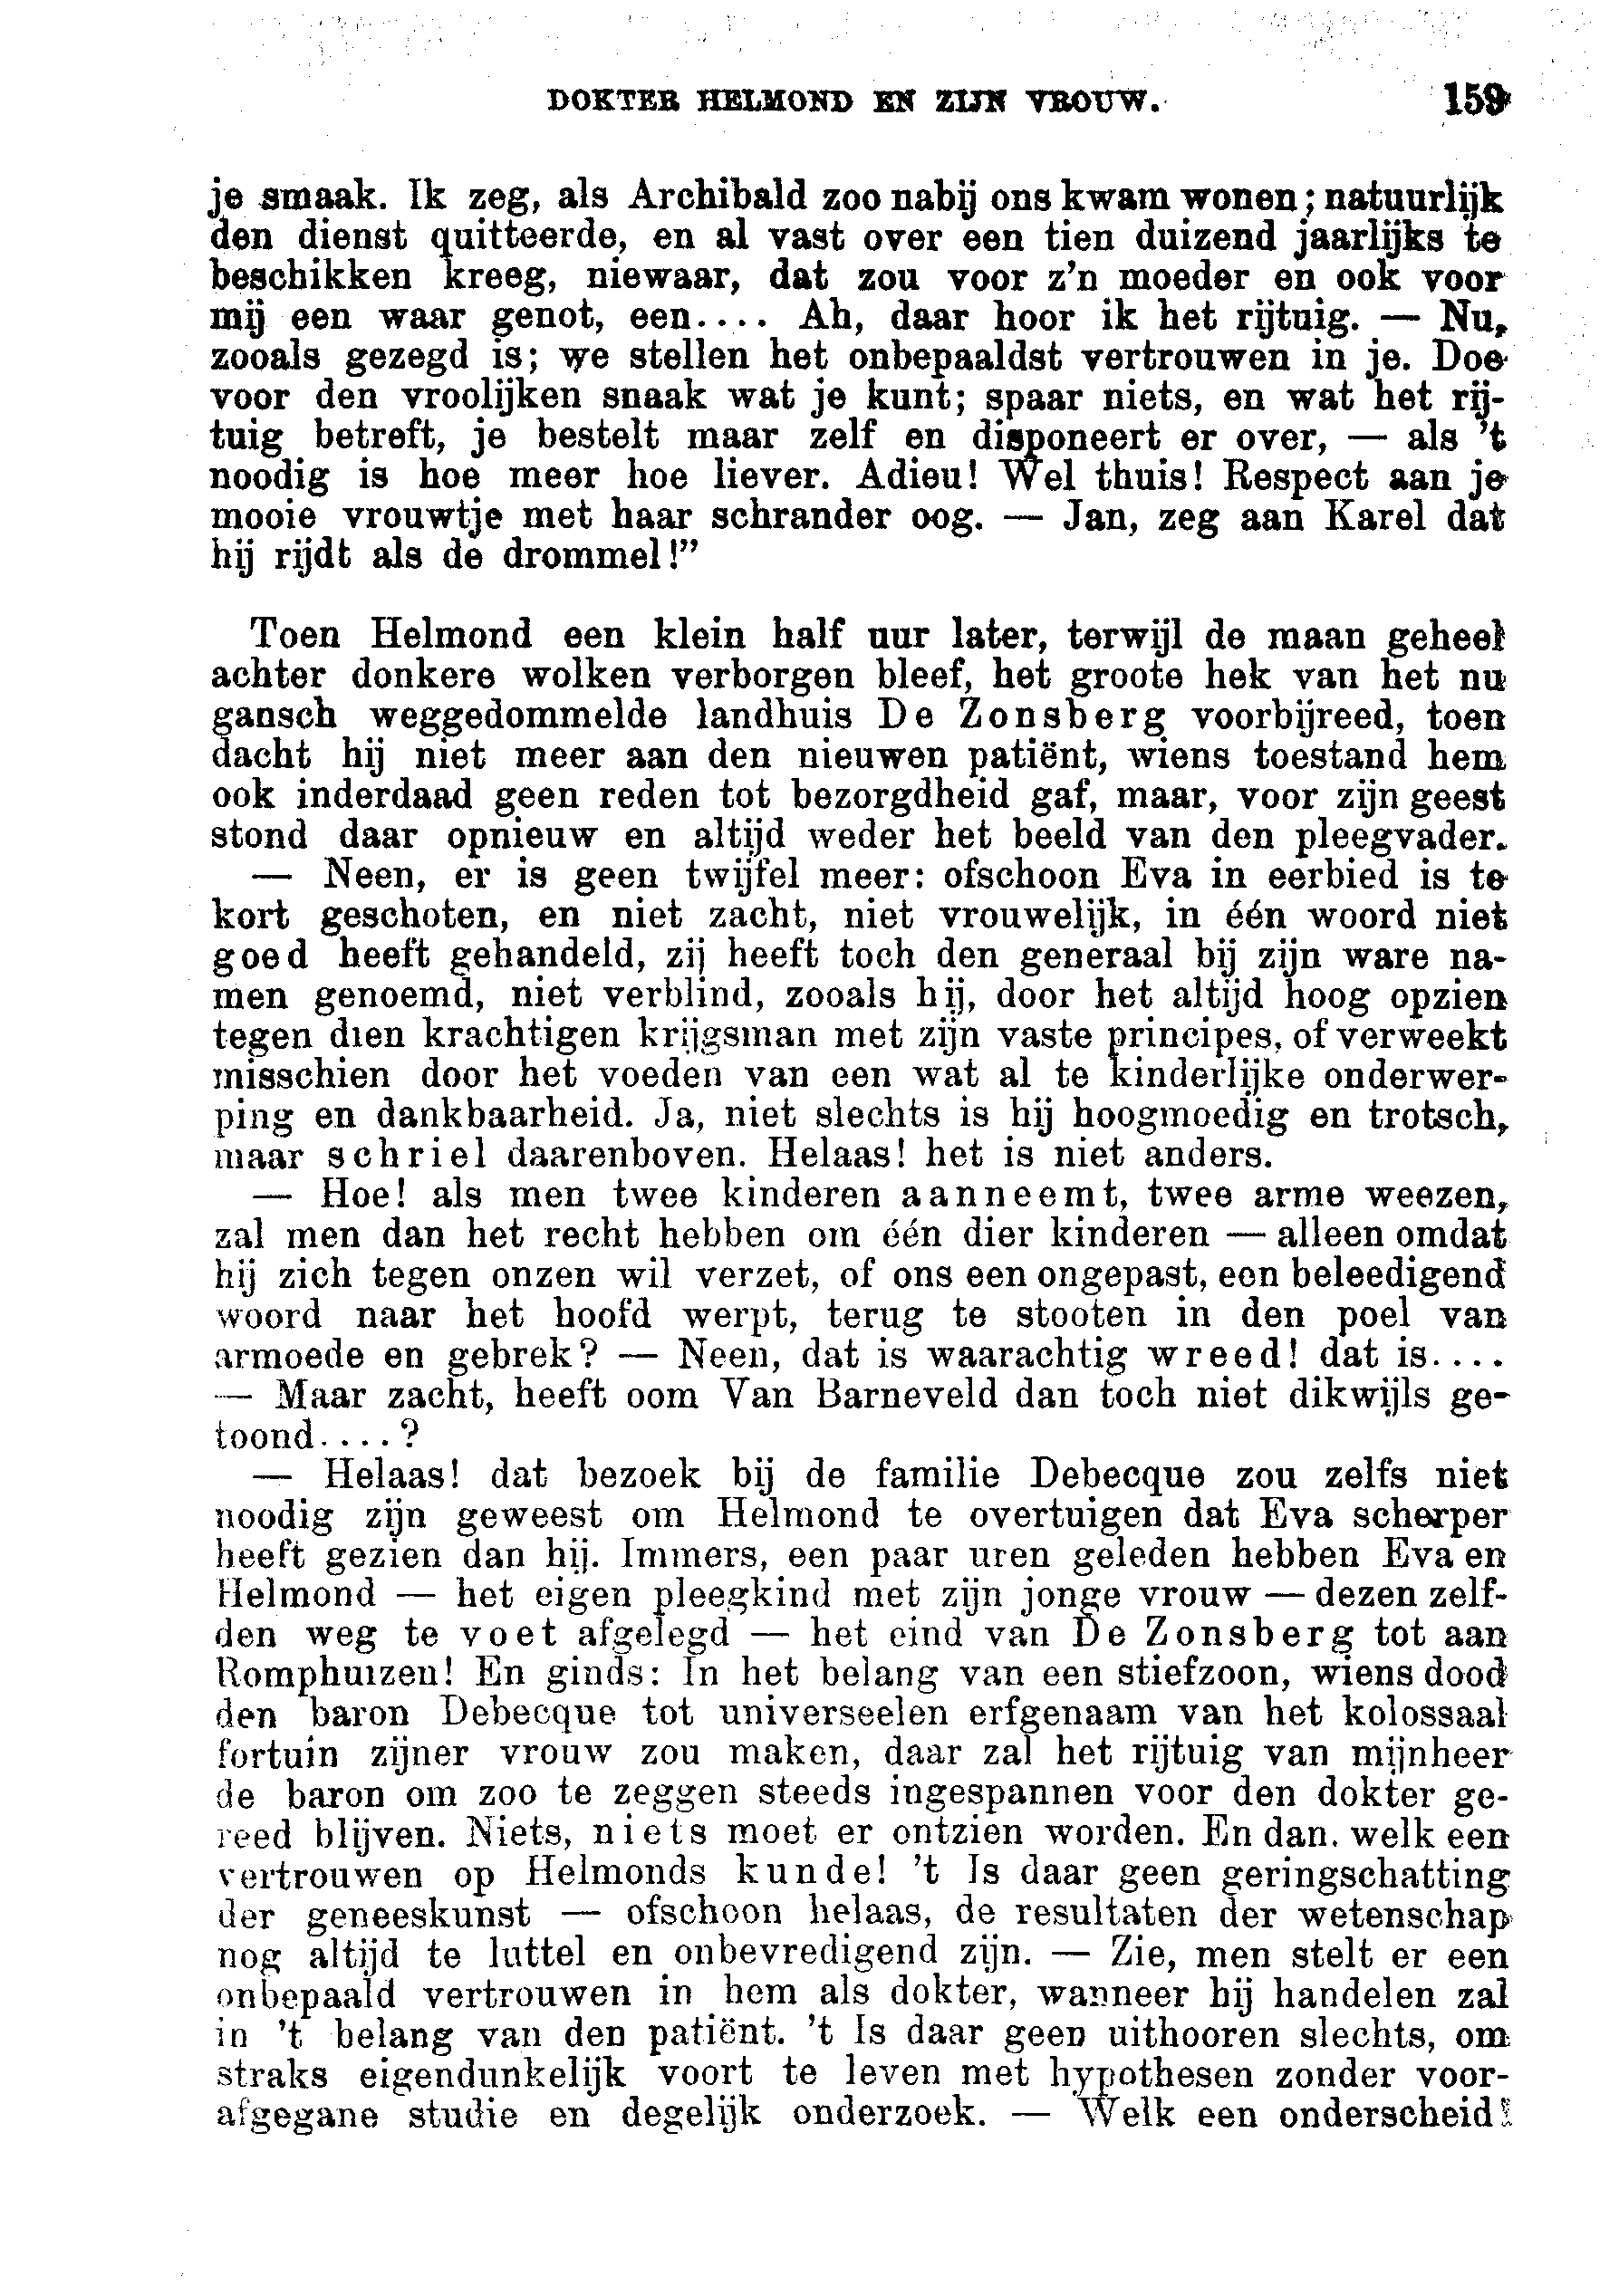 DOKTER HELMOND EN ZIJN VROUW. 159
je smaak. Ik zeg, als Archibald zoo nabij ons kwam wonen; natuurlijk
den dienst quitteerde, en al vast over een tien duizend jaarlijks te
beschikken kreeg, niewaar, dat zou voor z'n moeder en ook voor
mij een waar genot, een.... Ah, daar hoor ik het rijtuig. — Nu,
zooals gezegd is; we stellen het onbepaaldst vertrouwen in je. Doe
voor den vroolijken snaak wat je kunt; spaar niets, en wat het rij-
tuig betreft, je bestelt maar zelf en disponeert er over, — als 't
noodig is hoe meer hoe liever. Adieu! Wel thuis! Respect aan je
mooie vrouwtje met haar schrander oog. — Jan, zeg aan Karel dat
hij rijdt als de drommel!”
Toen Helmond een klein half uur later, terwijl de maan geheel
achter donkere wolken verborgen bleef, het groote hek van het nu
gansch weggedommelde landhuis De Zonsberg voorbijreed, toen
dacht hij niet meer aan den nieuwen patiënt, wiens toestand hem
ook inderdaad geen reden tot bezorgdheid gaf, maar, voor zijn geest
stond daar opnieuw en altijd weder het beeld van den pleegvader.
— Neen, er is geen twijfel meer: ofschoon Eva in eerbied is te
kort geschoten, en niet zacht, niet vrouwelijk, in één woord niet
goed heeft gehandeld, zij heeft toch den generaal bij zijn ware na-
men genoemd, niet verblind, zooals hij, door het altijd hoog opzien
tegen dien krachtigen krijgsman met zijn vaste principes, of verweekt
misschien door het voeden van een wat al te kinderlijke onderwer-
ping en dankbaarheid. Ja, niet slechts is hij hoogmoedig en trotsch,
maar schriel daarenboven. Helaas! het is niet anders.
— Hoe! als men twee kinderen aanneemt, twee arme weezen,
zal men dan het recht hebben om één dier kinderen — alleen omdat
hij zich tegen onzen wil verzet, of ons een ongepast, een beleedigend
woord naar het hoofd werpt, terug te stooten in den poel van
armoede en gebrek? — Neen, dat is waarachtig wreed! dat is....
— Maar zacht, heeft oom Van Barneveld dan toch niet dikwijls ge-
toond....?
— Helaas! dat bezoek bij de familie Debecque zou zelfs niet
noodig zijn geweest om Helmond te overtuigen dat Eva scherper
heeft gezien dan hij. Immers, een paar uren geleden hebben Eva en
Helmond — het eigen pleegkind met zijn jonge vrouw — dezen zelf-
den weg te voet afgelegd — het eind van De Zonsberg tot aan
Romphuizen! En ginds: In het belang van een stiefzoon, wiens dood
den baron Debecque tot universeelen erfgenaam van het kolossaal
fortuin zijner vrouw zou maken, daar zal het rijtuig van mijnheer
de baron om zoo te zeggen steeds ingespannen voor den dokter ge-
reed blijven. Niets, niets moet er ontzien worden. En dan. welk een
vertrouwen op Helmonds kunde! 't Is daar geen geringschatting
der geneeskunst — ofschoon helaas, de resultaten der wetenschap
nog altijd te luttel en onbevredigend zijn. — Zie, men stelt er een
onbepaald vertrouwen in hem als dokter, wanneer hij handelen zal
in 't belang van den patiënt. 't Is daar geen uithooren slechts, om
straks eigendunkelijk voort te leven met hypothesen zonder voor-
afgegane studie en degelijk onderzoek. — Welk een onderscheid!